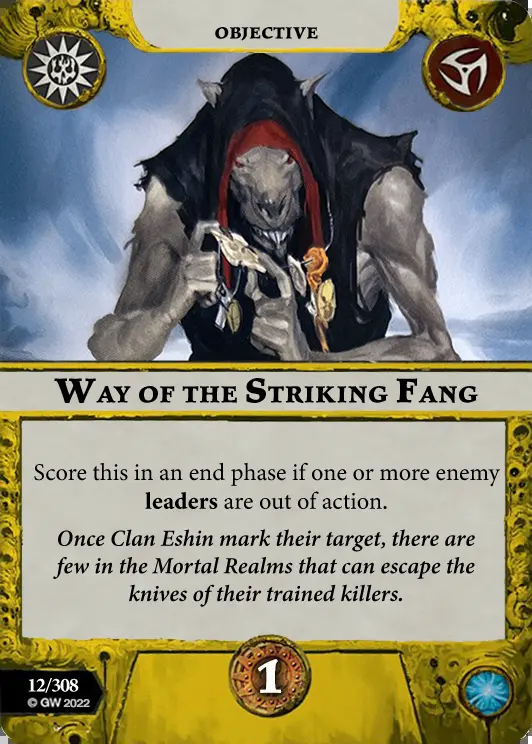 OBJECTIVE
WAY OF THE STRIKING FANG
Score this in an end phase if one or more enemy
leaders are out of action.
Once Clan Eshin mark their target, there are
few in the Mortal Realms that can escape the
knives of their trained killers.
1
12/308
© GW 2022